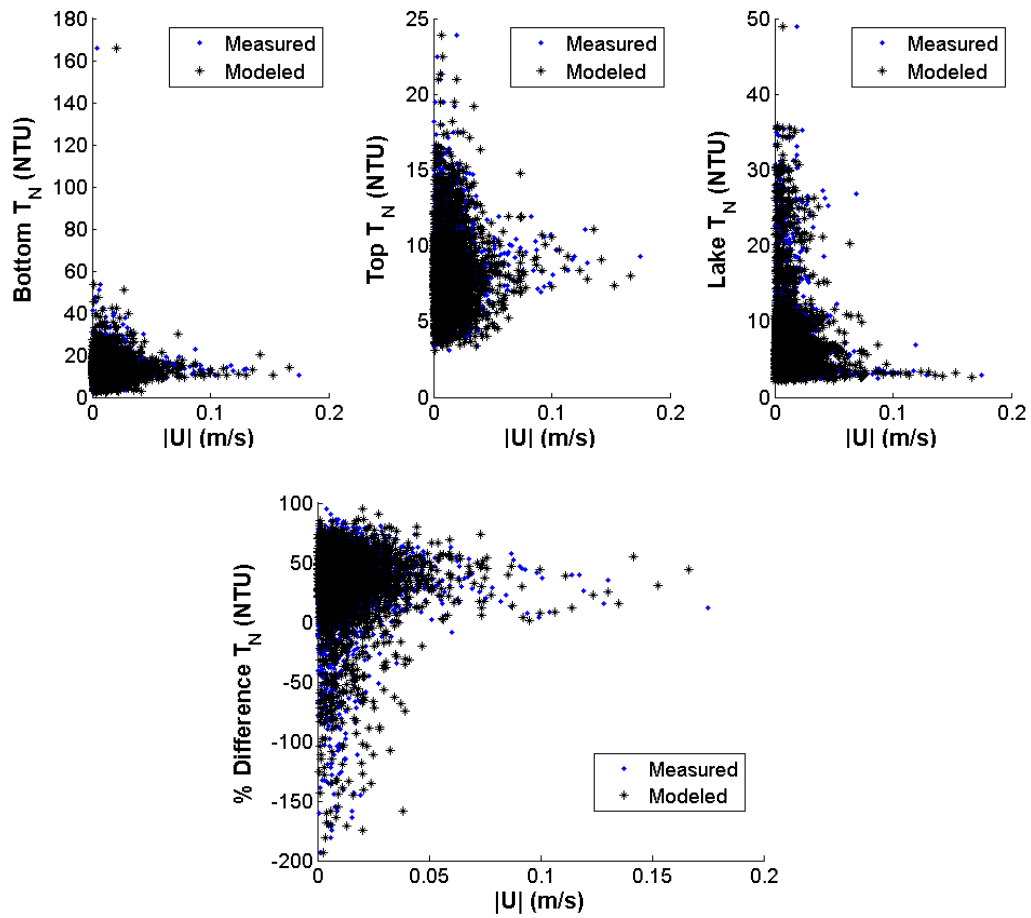 180
160
140
120
100
80
60
40
20
0
Bottom T_N (NTU)
0 0.1 0.2
|U| (m/s)
Measured
Modeled
25
20
15
10
5
0
Top T_N (NTU)
0 0.1 0.2
|U| (m/s)
Measured
Modeled
50
40
30
20
10
0
Lake T_N (NTU)
0 0.1 0.2
|U| (m/s)
Measured
Modeled
100
50
0
-50
-100
-150
-200
% Difference T_N (NTU)
0 0.05 0.1 0.15 0.2
|U| (m/s)
Measured
Modeled